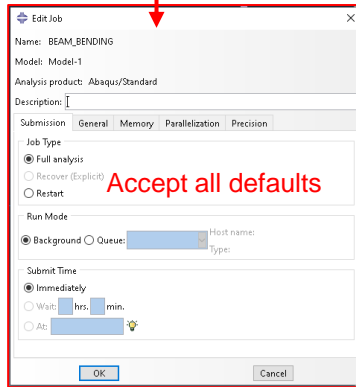 Edit Job
Name: BEAM_BENDING
Model: Model-1
Analysis product: Abaqus/Standard
Description:
Submission General Memory Parallelization Precision
Job Type
Full analysis
Recover (Explicit)
Accept all defaults
Restart
Run Mode
Background Queue: Host name:
Type:
Submit Time
Immediately
Wait: hrs. min.
At:
OK Cancel